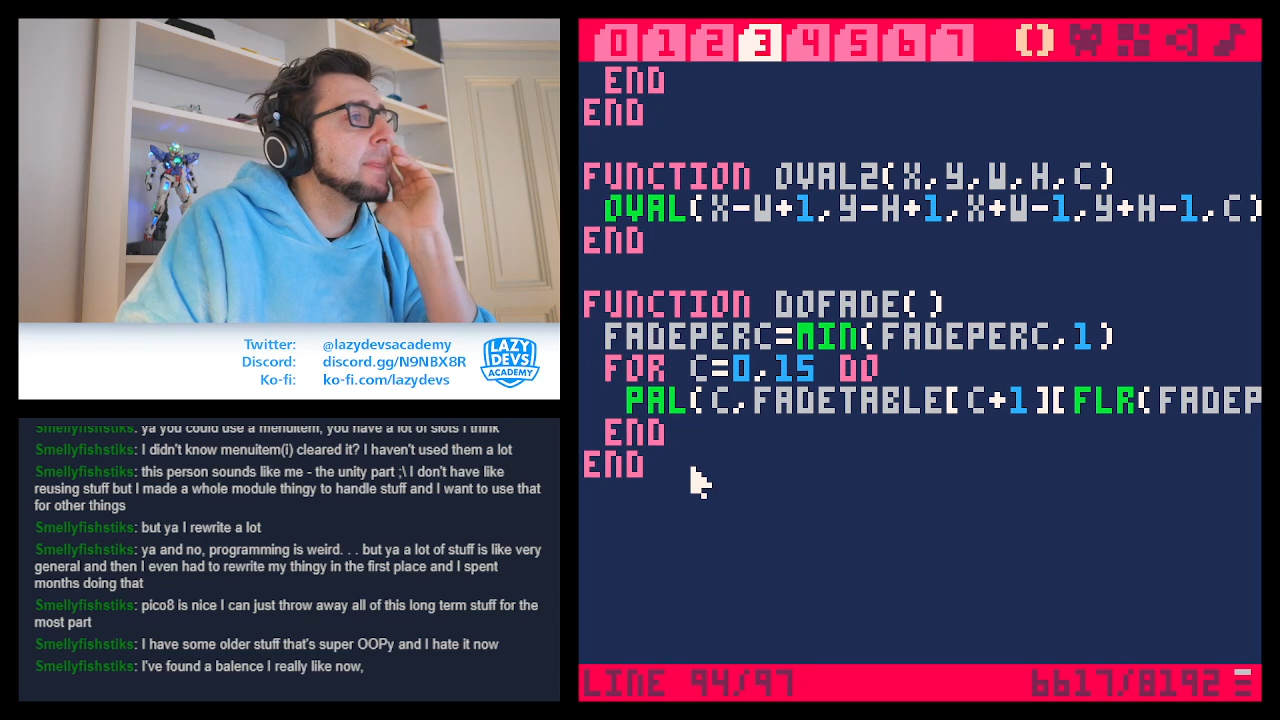 Twitter: @lazydevsacademy
Discord: discord.gg/N9NBX8R
Ko-fi: ko-fi.com/lazydevs
LAZY
DEVS
ACADEMY
Smellyfishstiks: ya you could use a menuitem, you have a lot of slots I think
Smellyfishstiks: I didn't know menuitem(i) cleared it? I haven't used them a lot
Smellyfishstiks: this person sounds like me - the unity part ;\ I don't have like
reusing stuff but I made a whole module thingy to handle stuff and I want to use that
for other things
Smellyfishstiks: but ya I rewrite a lot
Smellyfishstiks: ya and no, programming is weird. . . but ya a lot of stuff is like very
general and then I even had to rewrite my thingy in the first place and I spent
months doing that
Smellyfishstiks: pico8 is nice I can just throw away all of this long term stuff for the
most part
Smellyfishstiks: I have some older stuff that's super OOPy and I hate it now
Smellyfishstiks: I've found a balence I really like now,
0 1 2 3 4 5 6 7 ()
END
END
FUNCTION OVAL2(X,Y,W,H,C)
OVAL(X-W+1,Y-H+1,X+W-1,Y+H-1,C)
END
FUNCTION DOFADE()
FADEPERC=MIN(FADEPERC,1)
FOR C=0,15 DO
PAL(C,FADETABLE[C+1][FLR(FADEP
END
END
LINE 94/97 6617/8192